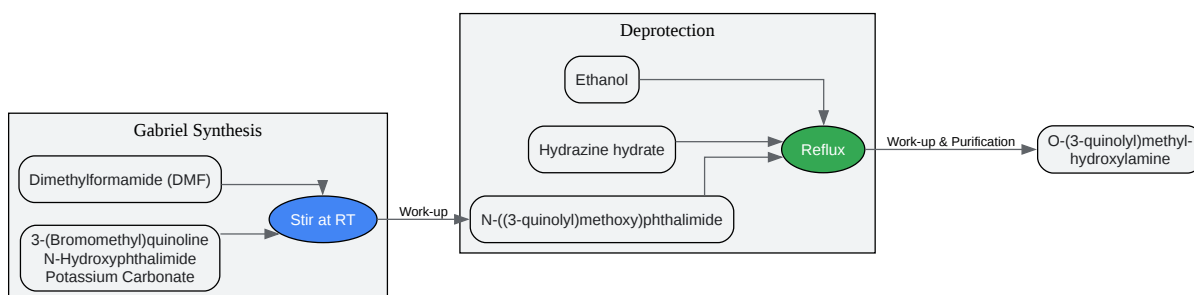 Gabriel Synthesis
Dimethylformamide (DMF)
3-(Bromomethyl)quinoline
N-Hydroxyphthalimide
Potassium Carbonate
Stir at RT
Work-up
Deprotection
Ethanol
Hydrazine hydrate
N-((3-quinolyl)methoxy)phthalimide
Reflux
Work-up & Purification
O-(3-quinolyl)methyl-
hydroxylamine